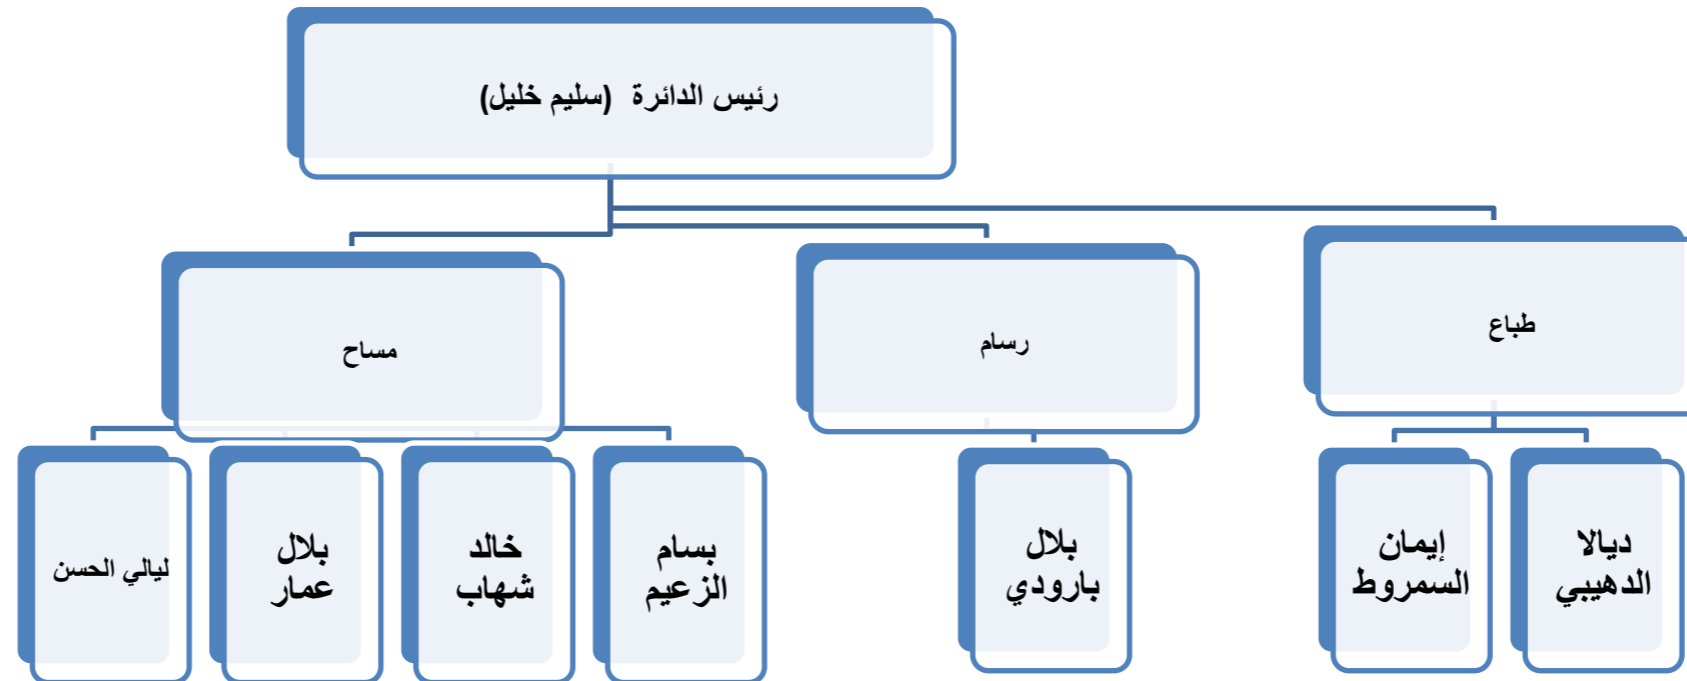 رئيس الدائرة (سليم خليل)
طباع
رسام
مساح
ديالا
الدهيبي
إيمان
السمروط
بلال
بارودي
بسام
الزعيم
خالد
شهاب
بلال
عمار
ليالي الحسن